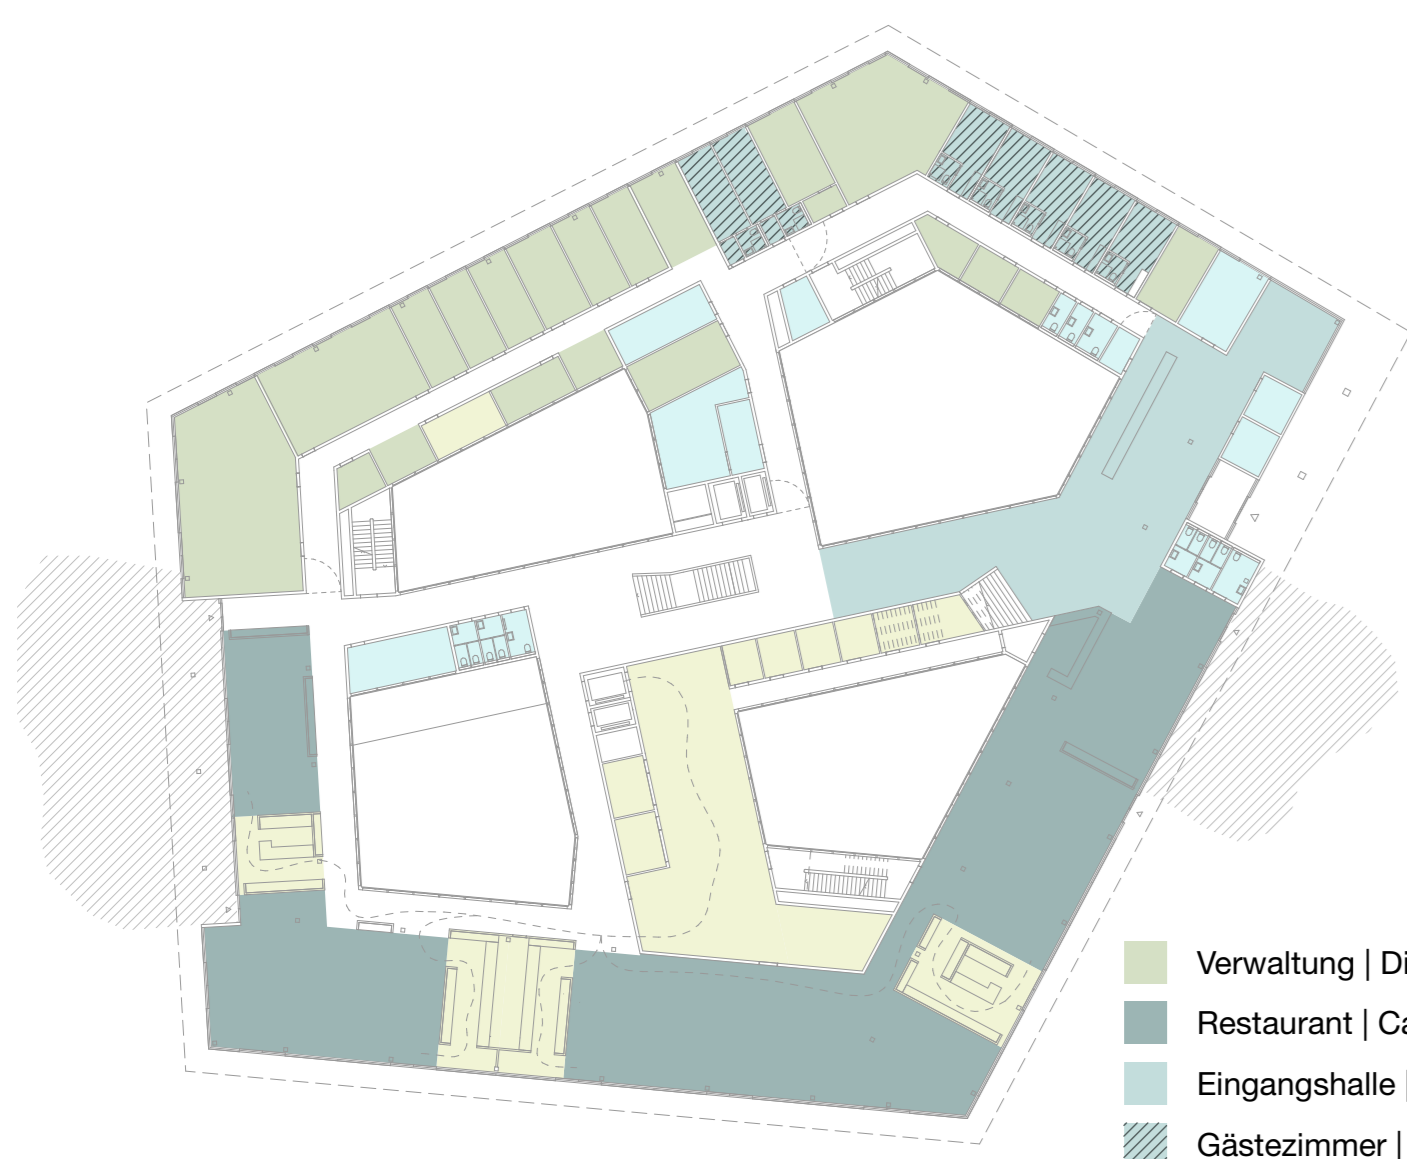 Verwaltung | Di
Restaurant | Ca
Eingangshalle |
Gästezimmer |